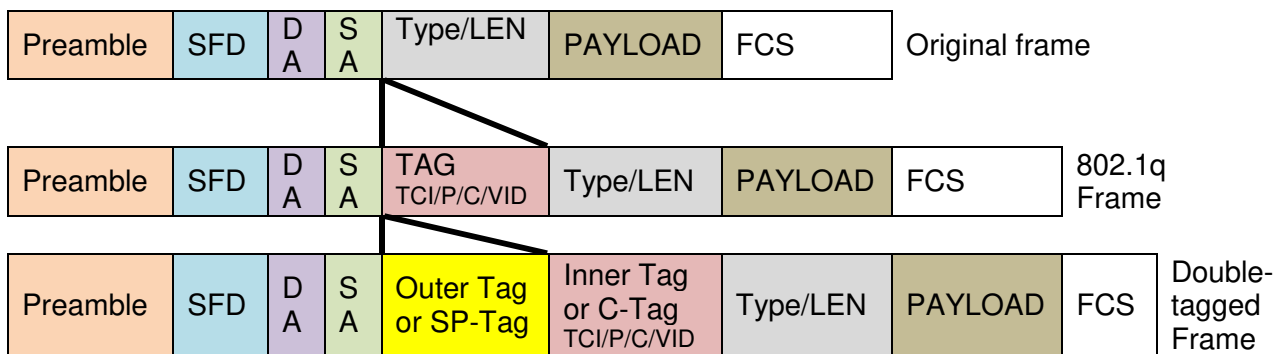 Preamble
SFD
D
A
S
A
Type/LEN
PAYLOAD
FCS
Original frame
Preamble
SFD
D
A
S
A
TAG
TCI/P/C/VID
Type/LEN
PAYLOAD
FCS
802.1q
Frame
Preamble
SFD
D
A
S
A
Outer Tag
or SP-Tag
Inner Tag
or C-Tag
TCI/P/C/VID
Type/LEN
PAYLOAD
FCS
Double-
tagged
Frame